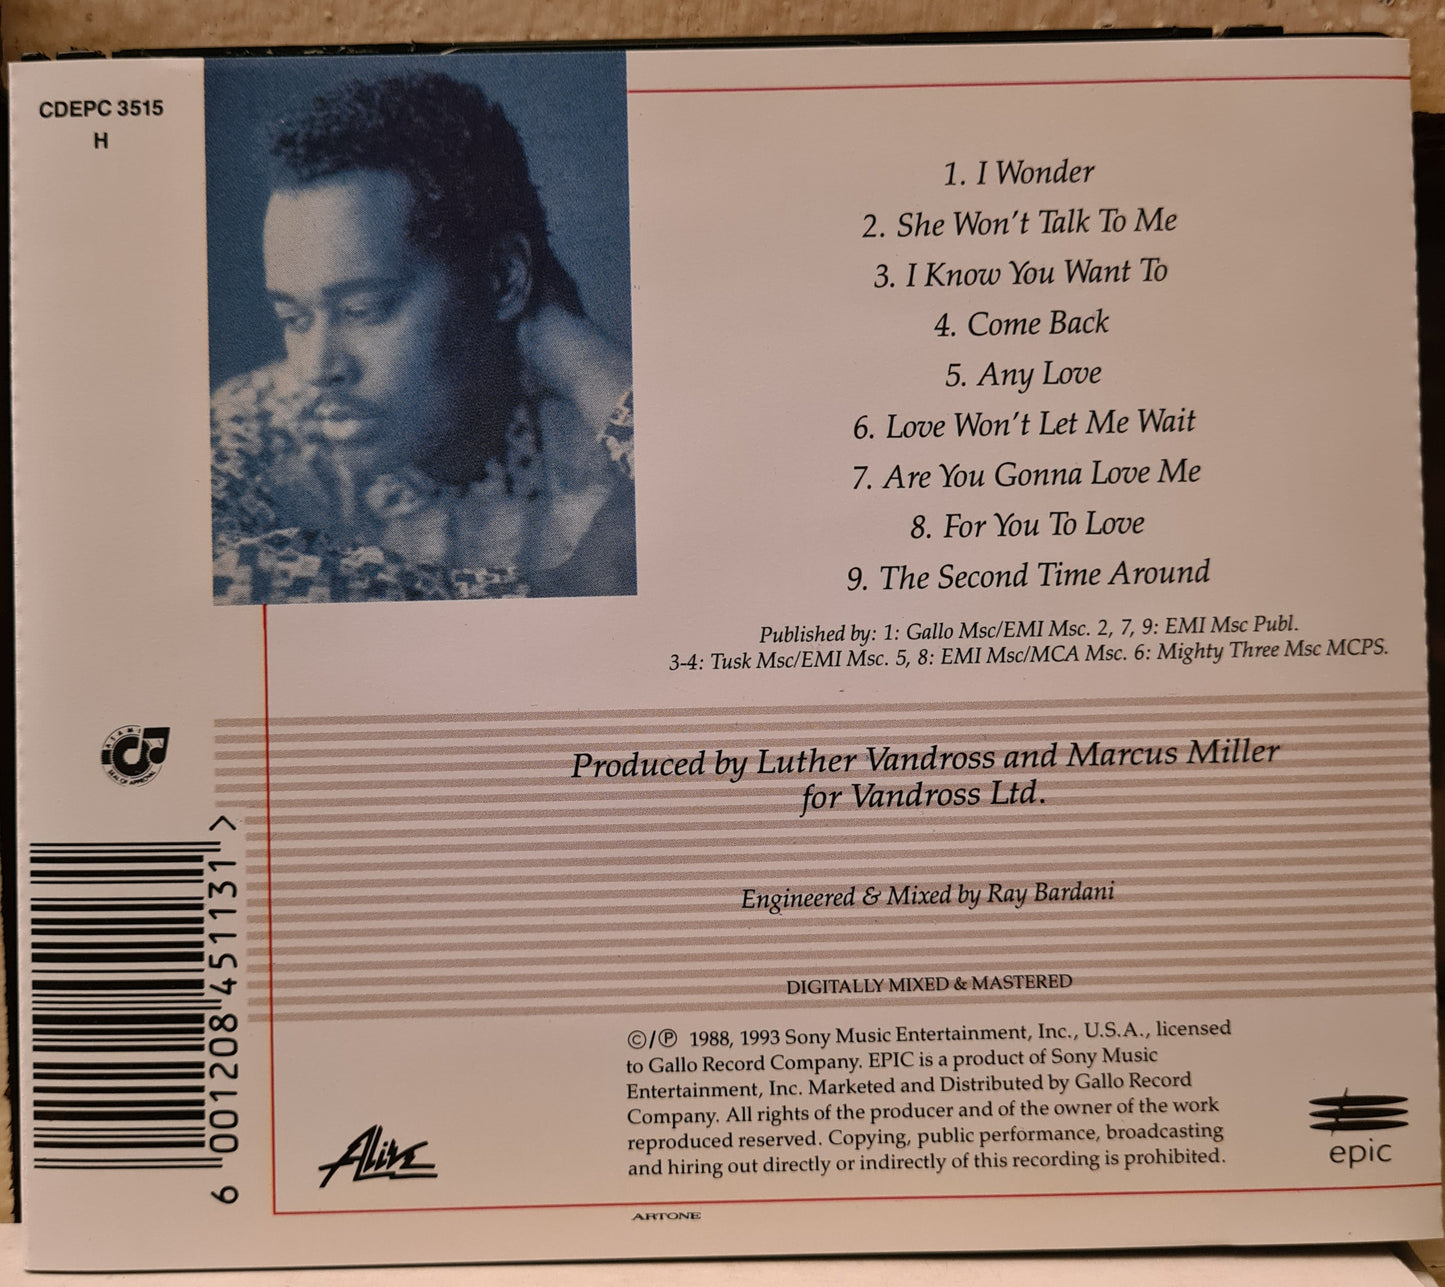 CDEPC 3515
H
1. I Wonder
2. She Won't Talk To Me
3. I Know You Want To
4. Come Back
5. Any Love
6. Love Won't Let Me Wait
7. Are You Gonna Love Me
8. For You To Love
9. The Second Time Around
Published by: 1: Gallo Msc/EMI Msc. 2, 7, 9: EMI Msc Publ.
3-4: Tusk Msc/EMI Msc. 5, 8: EMI Msc/MCA Msc. 6: Mighty Three Msc MCPS.
ASAMI
SEAL OF APPROVAL
Produced by Luther Vandross and Marcus Miller
for Vandross Ltd.
Engineered & Mixed by Ray Bardani
DIGITALLY MIXED & MASTERED
©/℗ 1988, 1993 Sony Music Entertainment, Inc., U.S.A., licensed
to Gallo Record Company. EPIC is a product of Sony Music
Entertainment, Inc. Marketed and Distributed by Gallo Record
Company. All rights of the producer and of the owner of the work
reproduced reserved. Copying, public performance, broadcasting
and hiring out directly or indirectly of this recording is prohibited.
6 001208 451131 >
Alive
epic
ARTONE